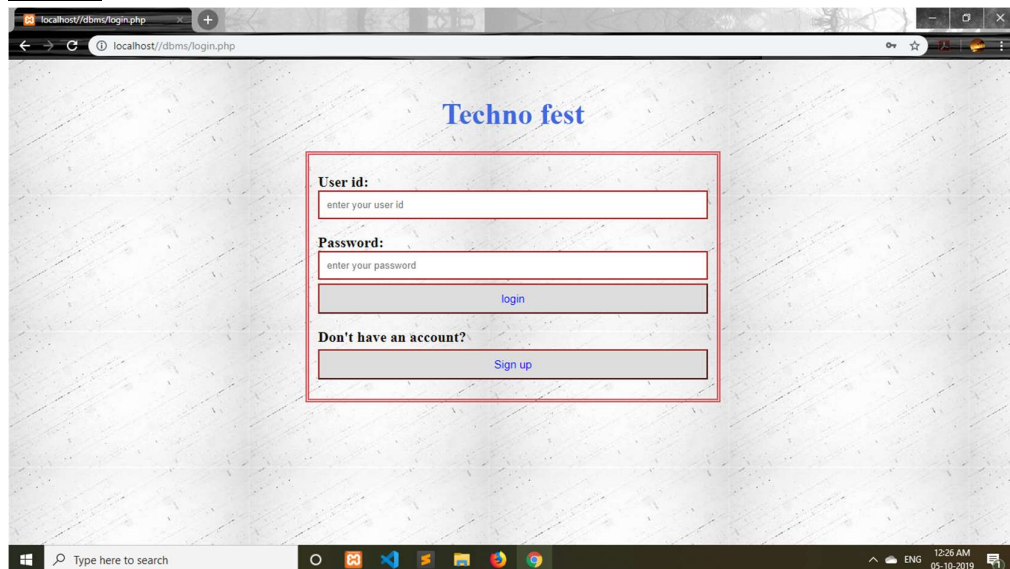 localhost//dbms/login.php
localhost//dbms/login.php
Techno fest
User id:
enter your user id
Password:
enter your password
login
Don't have an account?
Sign up
Type here to search
ENG
12:26 AM
05-10-2019